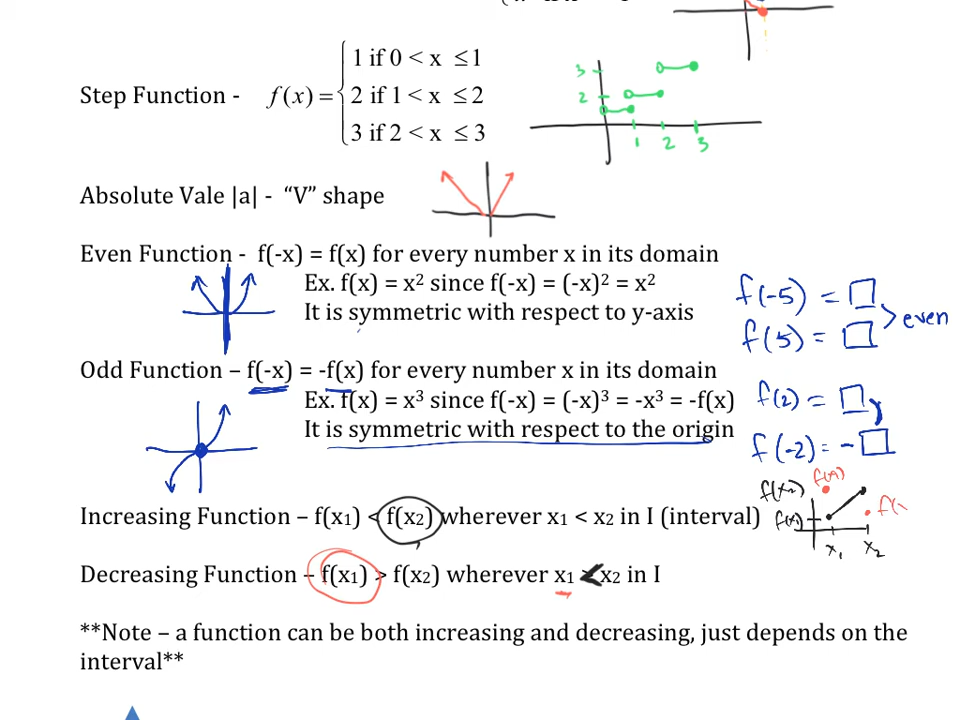 Step Function - f(x) = { 1 if 0 < x ≤ 1
2 if 1 < x ≤ 2
3 if 2 < x ≤ 3
3
2
1 2 3
Absolute Vale |a| - “V” shape
Even Function - f(-x) = f(x) for every number x in its domain
Ex. f(x) = x² since f(-x) = (-x)² = x²
It is symmetric with respect to y-axis
f(-5) = □
f(5) = □
even
Odd Function – f(-x) = -f(x) for every number x in its domain
Ex. f(x) = x³ since f(-x) = (-x)³ = -x³ = -f(x)
It is symmetric with respect to the origin
f(2) = □
f(-2) = -□
f(x₂)
f(x₁)
x₁ x₂
Increasing Function – f(x₁) < f(x₂) wherever x₁ < x₂ in I (interval)
Decreasing Function – f(x₁) > f(x₂) wherever x₁ < x₂ in I
**Note – a function can be both increasing and decreasing, just depends on the
interval**